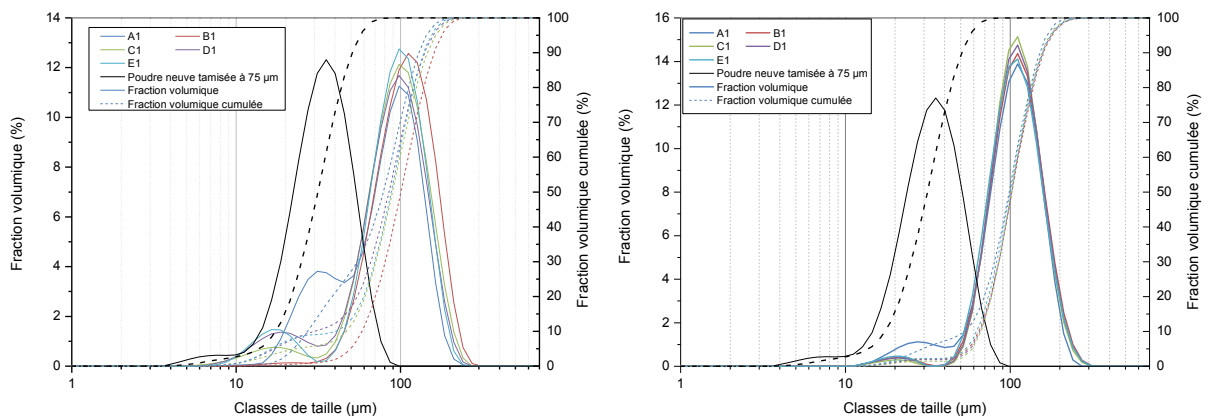 14
12
10
8
6
4
2
0
100
90
80
70
60
50
40
30
20
10
0
A1 B1
C1 D1
E1
Poudre neuve tamisée à 75 µm
Fraction volumique
Fraction volumique cumulée
Fraction volumique (%)
Fraction volumique cumulée (%)
1 10 100
Classes de taille (µm)
16
14
12
10
8
6
4
2
0
100
90
80
70
60
50
40
30
20
10
0
A1 B1
C1 D1
E1
Poudre neuve tamisée à 75 µm
Fraction volumique
Fraction volumique cumulée
Fraction volumique (%)
Fraction volumique cumulée (%)
1 10 100
Classes de taille (µm)